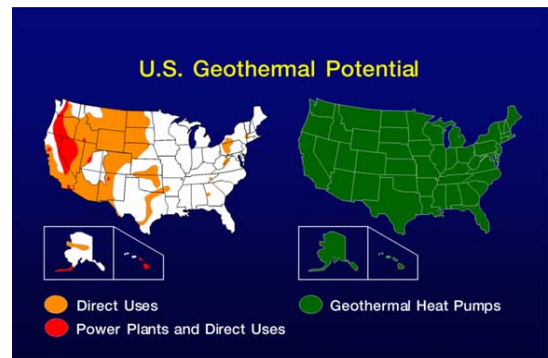 U.S. Geothermal Potential
Direct Uses
Power Plants and Direct Uses
Geothermal Heat Pumps